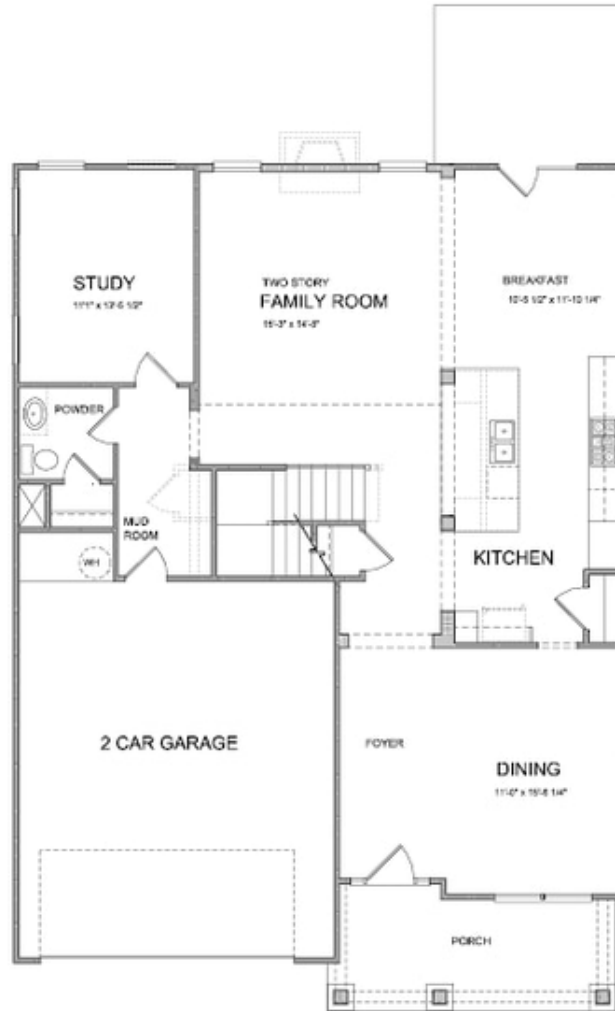 STUDY
TWO STORY
FAMILY ROOM
BREAKFAST
POWDER
MUD
ROOM
WH
KITCHEN
2 CAR GARAGE
FOYER
DINING
PORCH